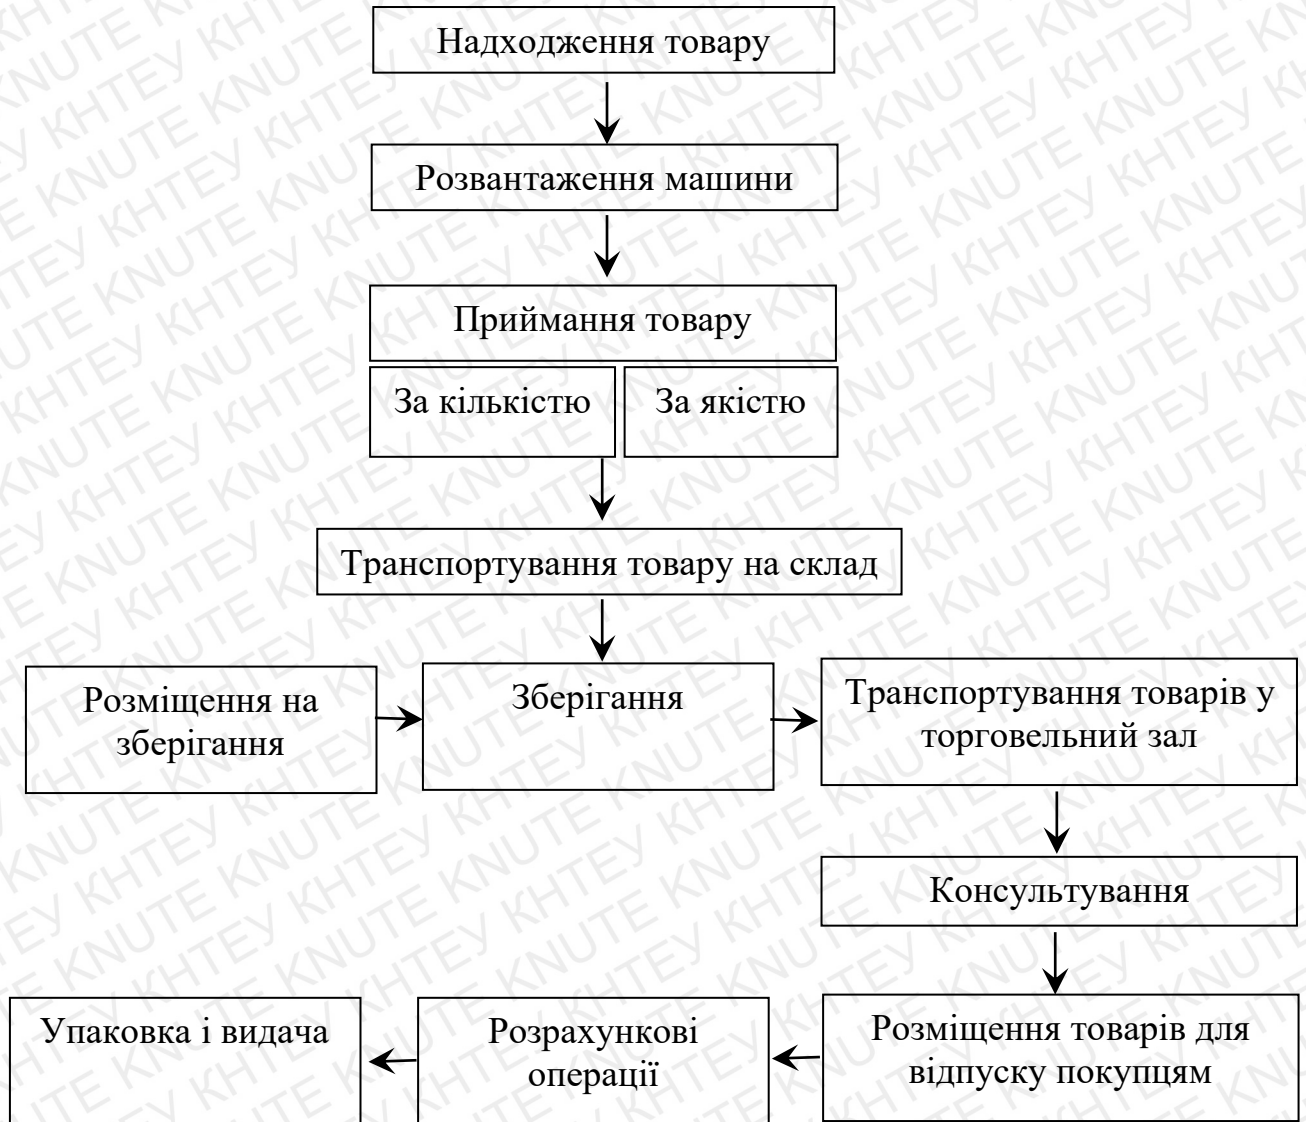 Надходження товару
Розвантаження машини
Приймання товару
За кількістю
За якістю
Транспортування товару на склад
Розміщення на
зберігання
Зберігання
Транспортування товарів у
торговельний зал
Консультування
Упаковка і видача
Розрахункові
операції
Розміщення товарів для
відпуску покупцям